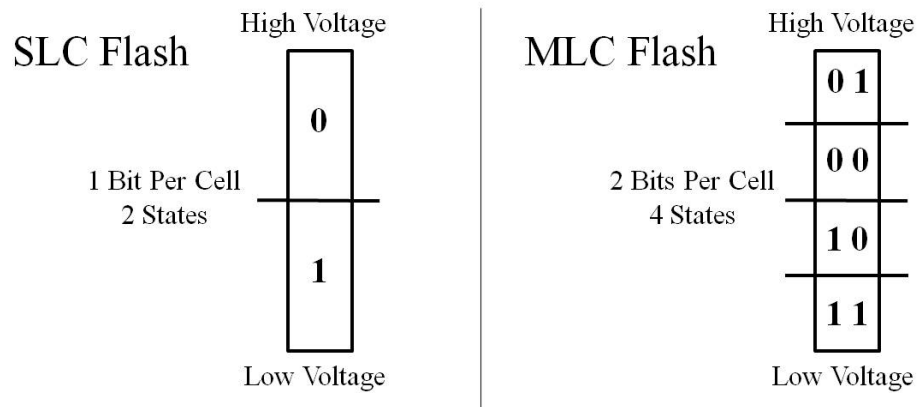 SLC Flash
High Voltage
0
1 Bit Per Cell
2 States
1
Low Voltage
MLC Flash
High Voltage
0 1
0 0
2 Bits Per Cell
4 States
1 0
1 1
Low Voltage